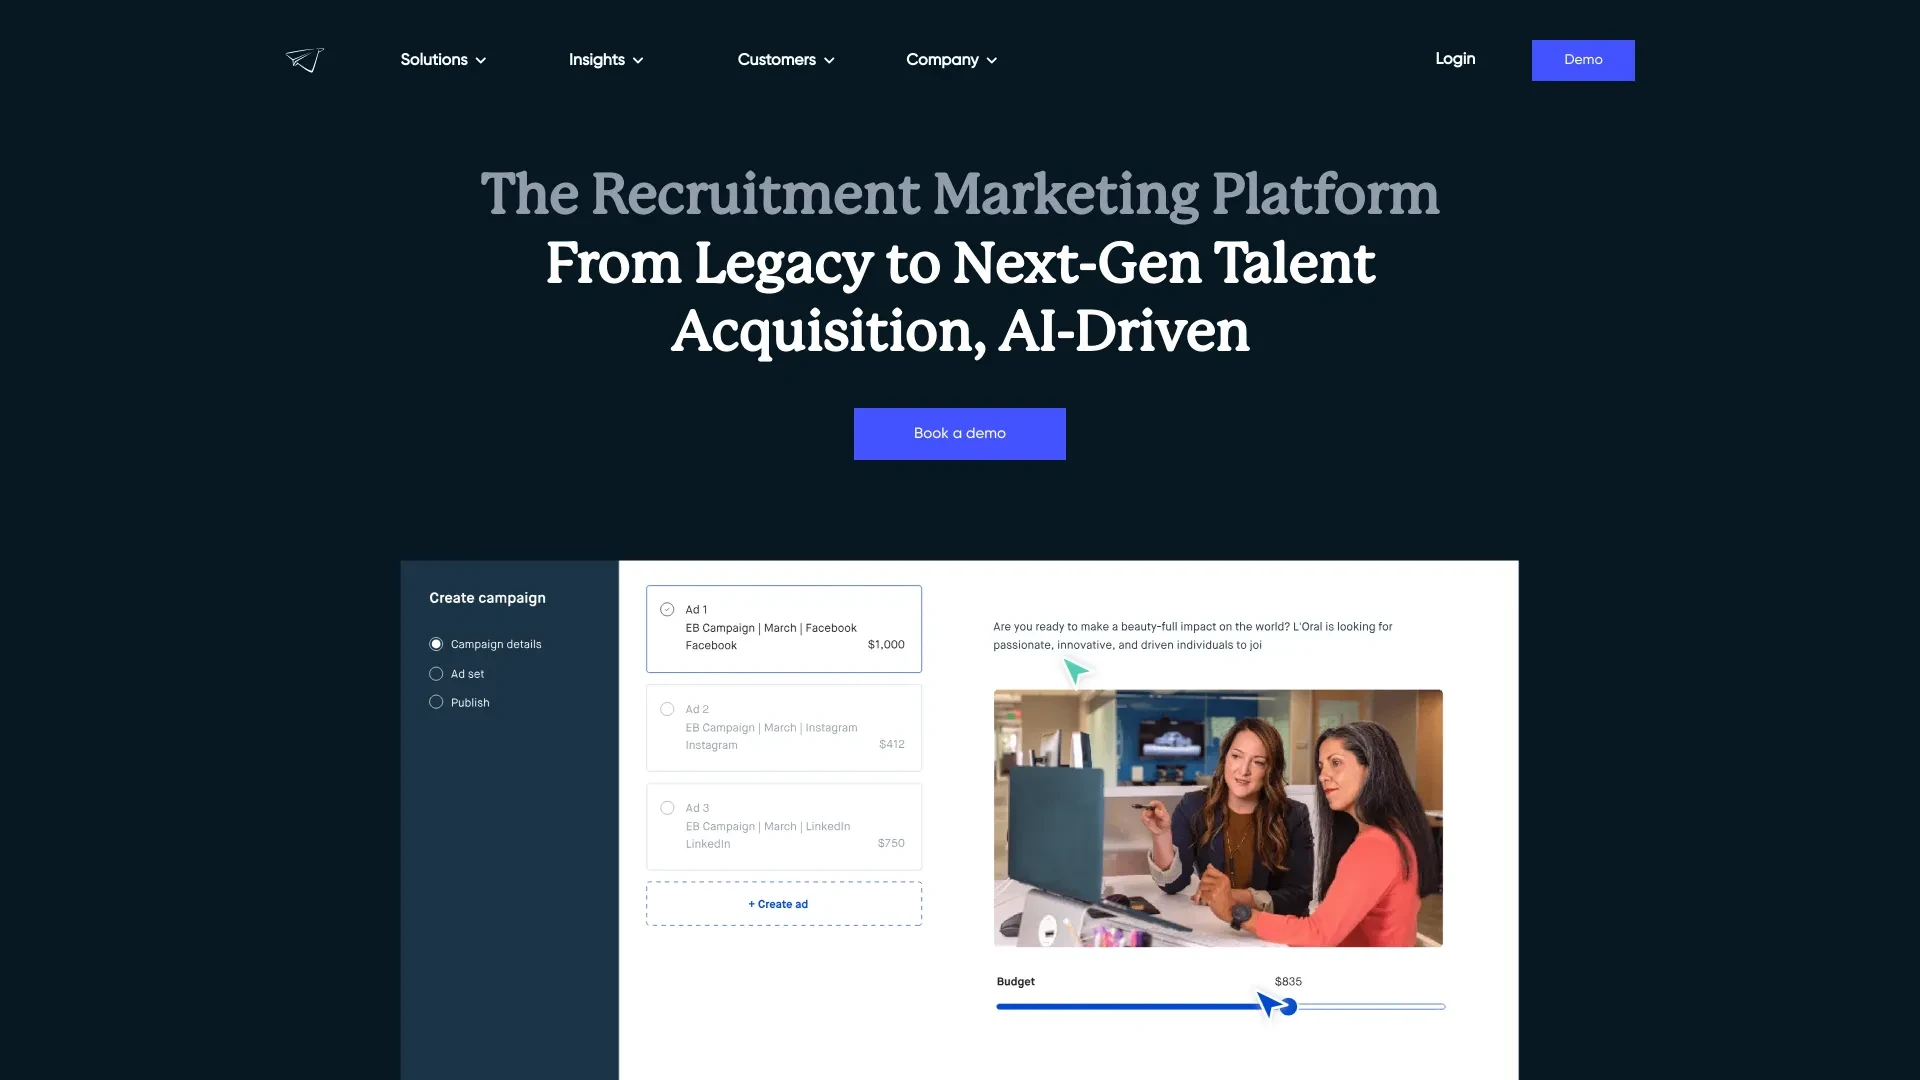 Solutions
Insights
Customers
Company
Login
Demo
The Recruitment Marketing Platform
From Legacy to Next-Gen Talent
Acquisition, AI-Driven
Book a demo
Create campaign
Campaign details
Ad set
Publish
Ad 1
EB Campaign | March | Facebook
Facebook
$1,000
Ad 2
EB Campaign | March | Instagram
Instagram
$412
Ad 3
EB Campaign | March | LinkedIn
LinkedIn
$750
+ Create ad
Are you ready to make a beauty-full impact on the world? L'Oral is looking for
passionate, innovative, and driven individuals to joi
Budget
$835